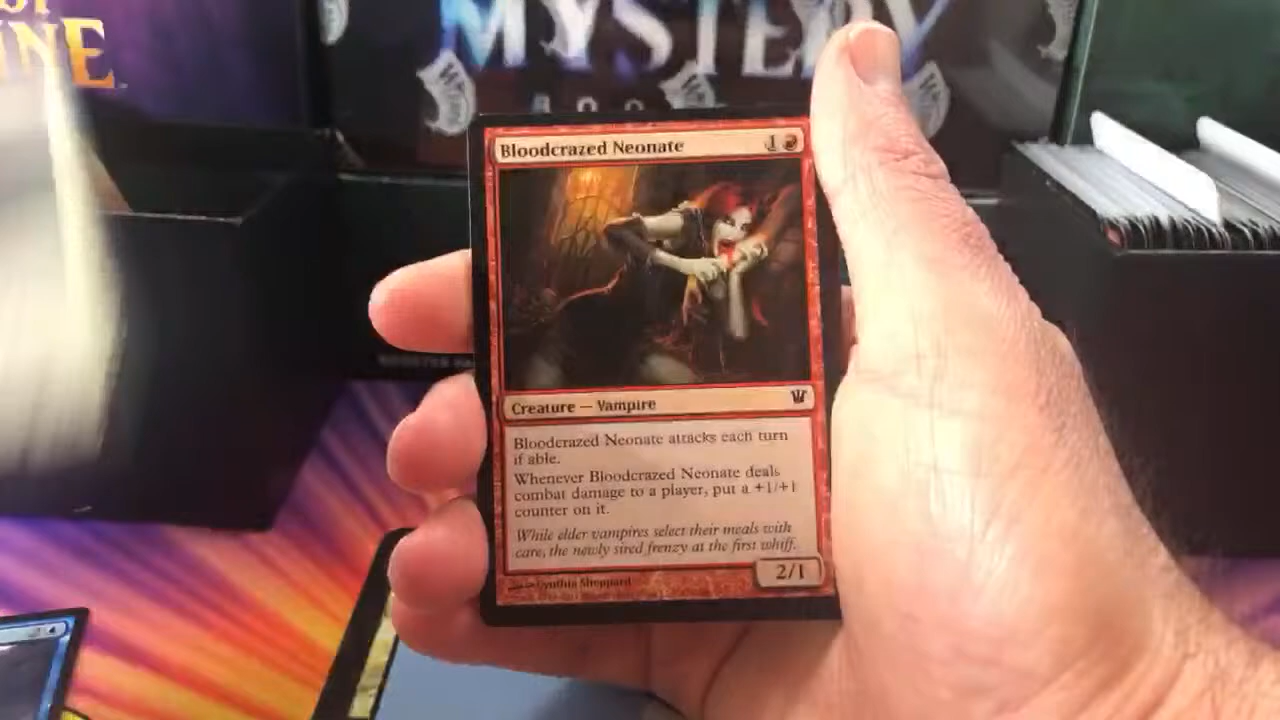 MYSTERY
Bloodcrazed Neonate 1
Creature — Vampire
Bloodcrazed Neonate attacks each turn
if able.
Whenever Bloodcrazed Neonate deals
combat damage to a player, put a +1/+1
counter on it.
While elder vampires select their meals with
care, the newly sired frenzy at the first whiff.
2/1
Cynthia Sheppard